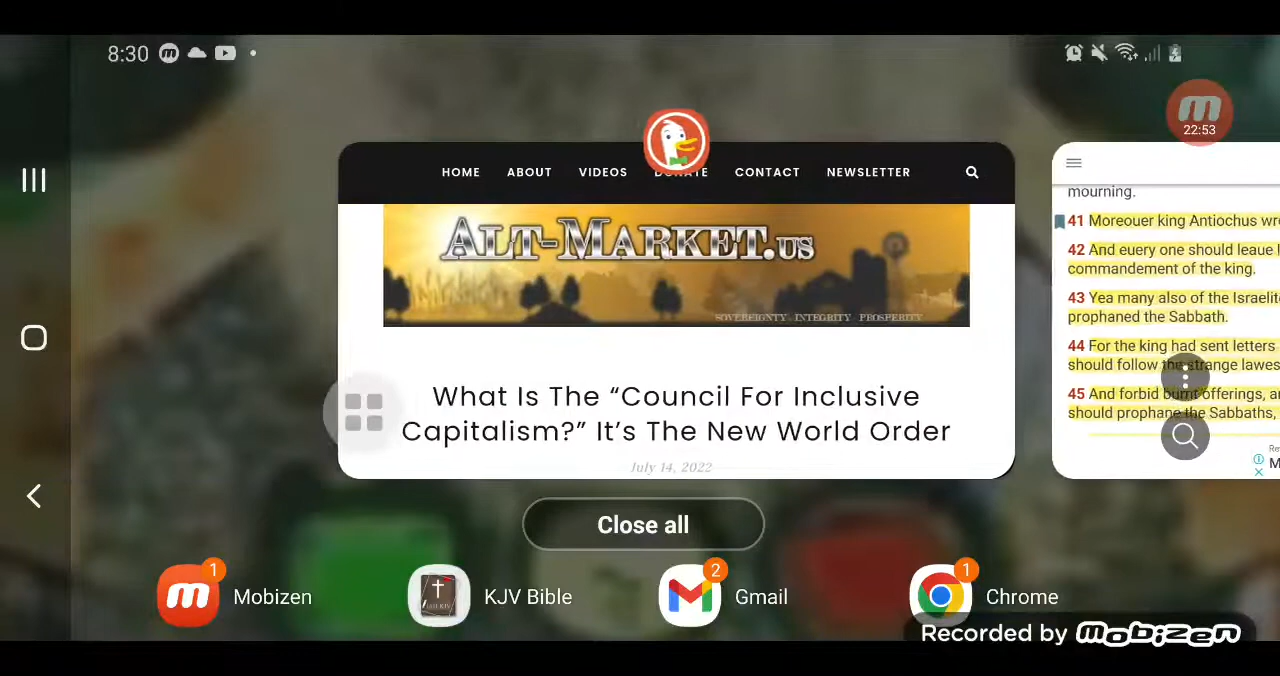 8:30
22:53
HOME ABOUT VIDEOS DONATE CONTACT NEWSLETTER
ALT-MARKET.US
SOVEREIGNTY - INTEGRITY - PROSPERITY
What Is The “Council For Inclusive
Capitalism?” It’s The New World Order
July 14, 2022
mourning.
41 Moreouer king Antiochus wr
42 And euery one should leaue
commandement of the king.
43 Yea many also of the Israelit
prophaned the Sabbath.
44 For the king had sent letters
should follow the strange lawes
45 And forbid burnt offerings, a
should prophane the Sabbaths,
Close all
1 Mobizen
KJV Bible
2 Gmail
1 Chrome
Recorded by mobizen